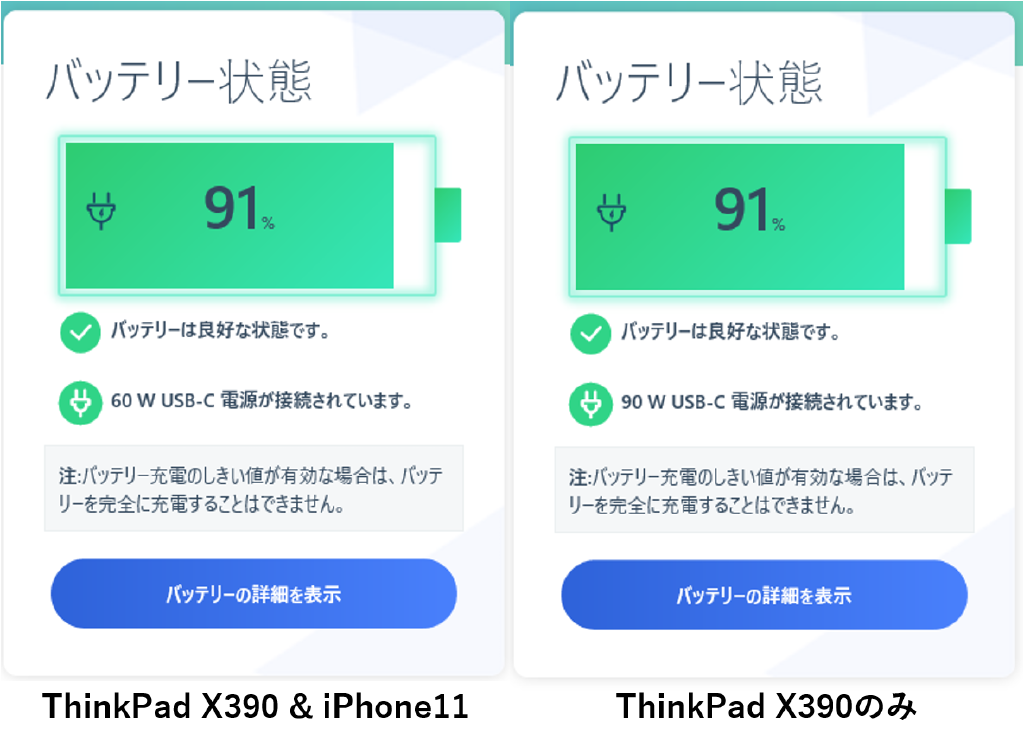 バッテリー状態
91%
バッテリーは良好な状態です。
60 W USB-C 電源が接続されています。
注:バッテリー充電のしきい値が有効な場合は、バッテ
リーを完全に充電することはできません。
バッテリーの詳細を表示
ThinkPad X390 & iPhone11
バッテリー状態
91%
バッテリーは良好な状態です。
90 W USB-C 電源が接続されています。
注:バッテリー充電のしきい値が有効な場合は、バッテ
リーを完全に充電することはできません。
バッテリーの詳細を表示
ThinkPad X390のみ